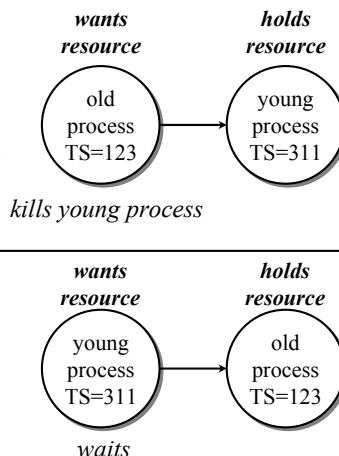 wants
resource
holds
resource
old
process
TS=123
young
process
TS=311
kills young process
wants
resource
holds
resource
young
process
TS=311
old
process
TS=123
waits